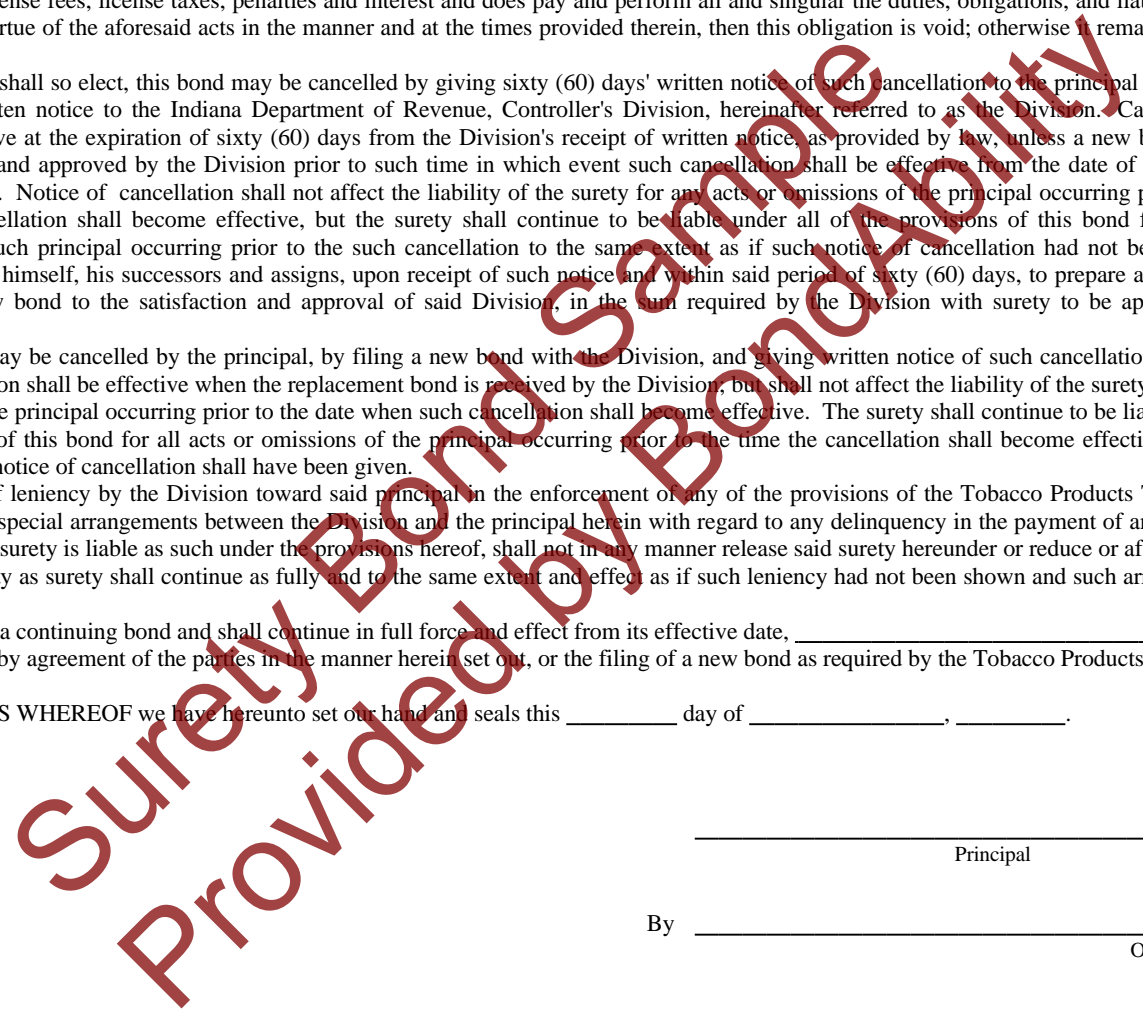 ense fees, license taxes, penalties and interest and does pay and perform all and singular the duties, obligations, and
rtue of the aforesaid acts in the manner and at the times provided therein, then this obligation is void; otherwise it rema
shall so elect, this bond may be cancelled by giving sixty (60) days' written notice of such cancellation to the principal
ten notice to the Indiana Department of Revenue, Controller's Division, hereinafter referred to as the Division. Ca
ve at the expiration of sixty (60) days from the Division's receipt of written notice, as provided by law, unless a new b
and approved by the Division prior to such time in which event such cancellation shall be effective from the date of
. Notice of cancellation shall not affect the liability of the surety for any acts or omissions of the principal occurring p
ellation shall become effective, but the surety shall continue to be liable under all of the provisions of this bond f
uch principal occurring prior to the such cancellation to the same extent as if such notice of cancellation had not be
himself, his successors and assigns, upon receipt of such notice and within said period of sixty (60) days, to prepare a
y bond to the satisfaction and approval of said Division, in the sum required by the Division with surety to be ap
ay be cancelled by the principal, by filing a new bond with the Division, and giving written notice of such cancellatio
on shall be effective when the replacement bond is received by the Division; but shall not affect the liability of the surety
e principal occurring prior to the date when such cancellation shall become effective. The surety shall continue to be lia
of this bond for all acts or omissions of the principal occurring prior to the time the cancellation shall become effecti
notice of cancellation shall have been given.
f leniency by the Division toward said principal in the enforcement of any of the provisions of the Tobacco Products T
special arrangements between the Division and the principal herein with regard to any delinquency in the payment of an
surety is liable as such under the provisions hereof, shall not in any manner release said surety hereunder or reduce or aff
ty as surety shall continue as fully and to the same extent and effect as if such leniency had not been shown and such arr
a continuing bond and shall continue in full force and effect from its effective date, ____________________
by agreement of the parties in the manner herein set out, or the filing of a new bond as required by the Tobacco Products
S WHEREOF we have hereunto set our hand and seals this _________ day of ________________, _________.
Principal
By ____________________
O
Surety Bond Sample
Provided by BondAbility